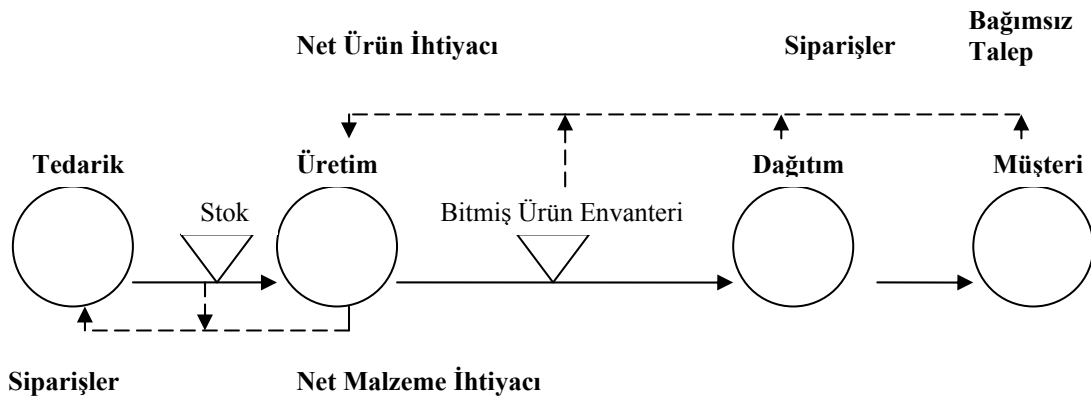 Net Ürün İhtiyacı
Siparişler
Bağımsız
Talep
Tedarik
Üretim
Dağıtım
Müşteri
Stok
Bitmiş Ürün Envanteri
Siparişler
Net Malzeme İhtiyacı